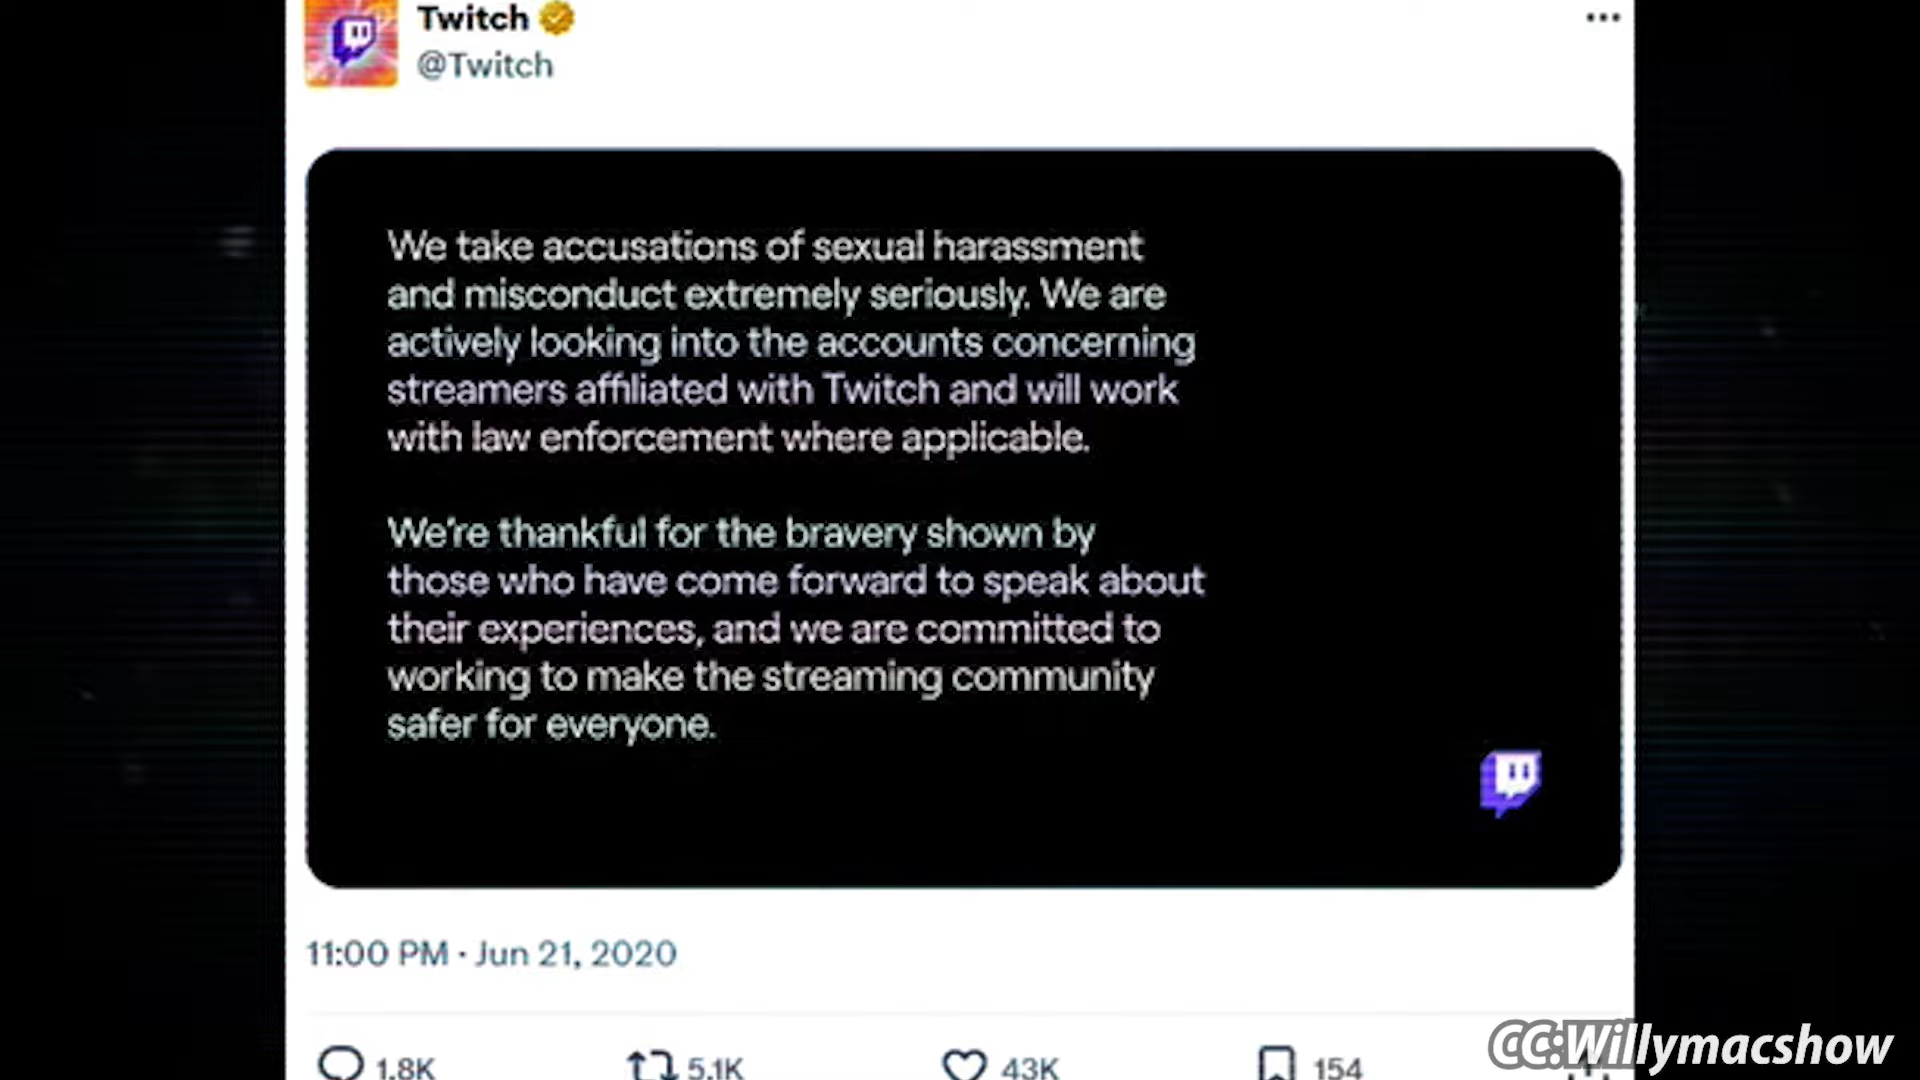 Twitch
@Twitch
We take accusations of sexual harassment
and misconduct extremely seriously. We are
actively looking into the accounts concerning
streamers affiliated with Twitch and will work
with law enforcement where applicable.
We're thankful for the bravery shown by
those who have come forward to speak about
their experiences, and we are committed to
working to make the streaming community
safer for everyone.
11:00 PM · Jun 21, 2020
1.8K 5.1K 43K 154
CC:Willymacshow